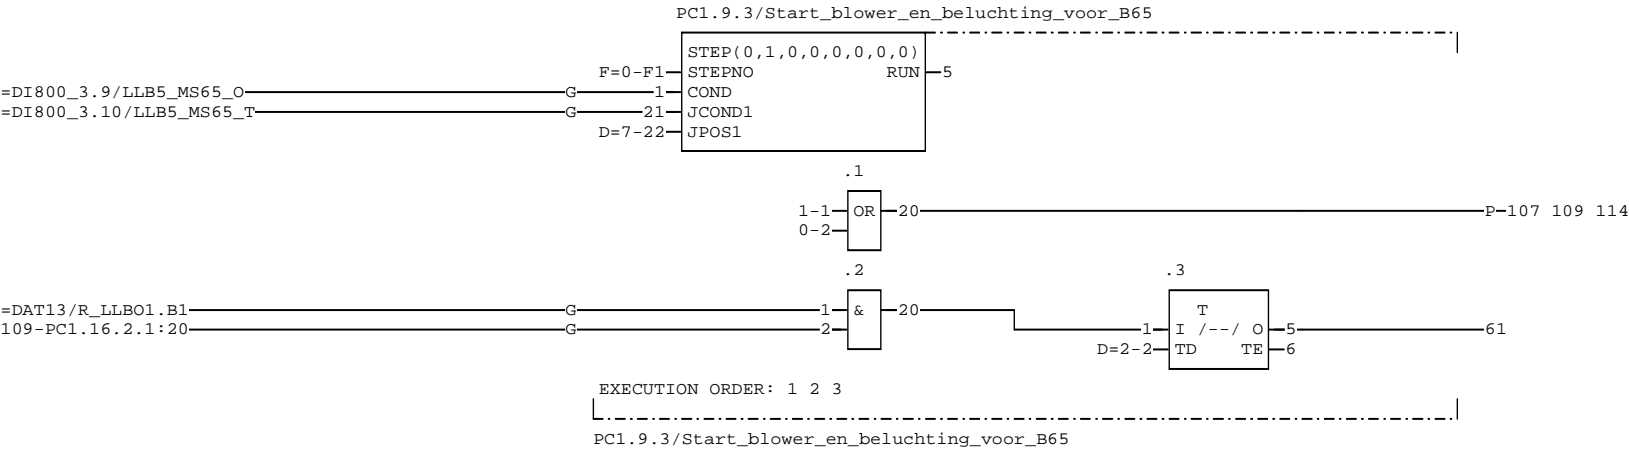 PC1.9.3/Start_blower_en_beluchting_voor_B65
STEP(0,1,0,0,0,0,0,0)
F=0-F1 STEPNO RUN 5
=DI800_3.9/LLB5_MS65_O G 1 COND
=DI800_3.10/LLB5_MS65_T G 21 JCOND1
D=7-22 JPOS1
.1
1-1 OR 20 P-107 109 114
0-2
.2 .3
=DAT13/R_LLBO1.B1 G 1 & 20 T
109-PC1.16.2.1:20 G 2 1 I /--/ O 5 61
D=2-2 TD TE 6
EXECUTION ORDER: 1 2 3
PC1.9.3/Start_blower_en_beluchting_voor_B65